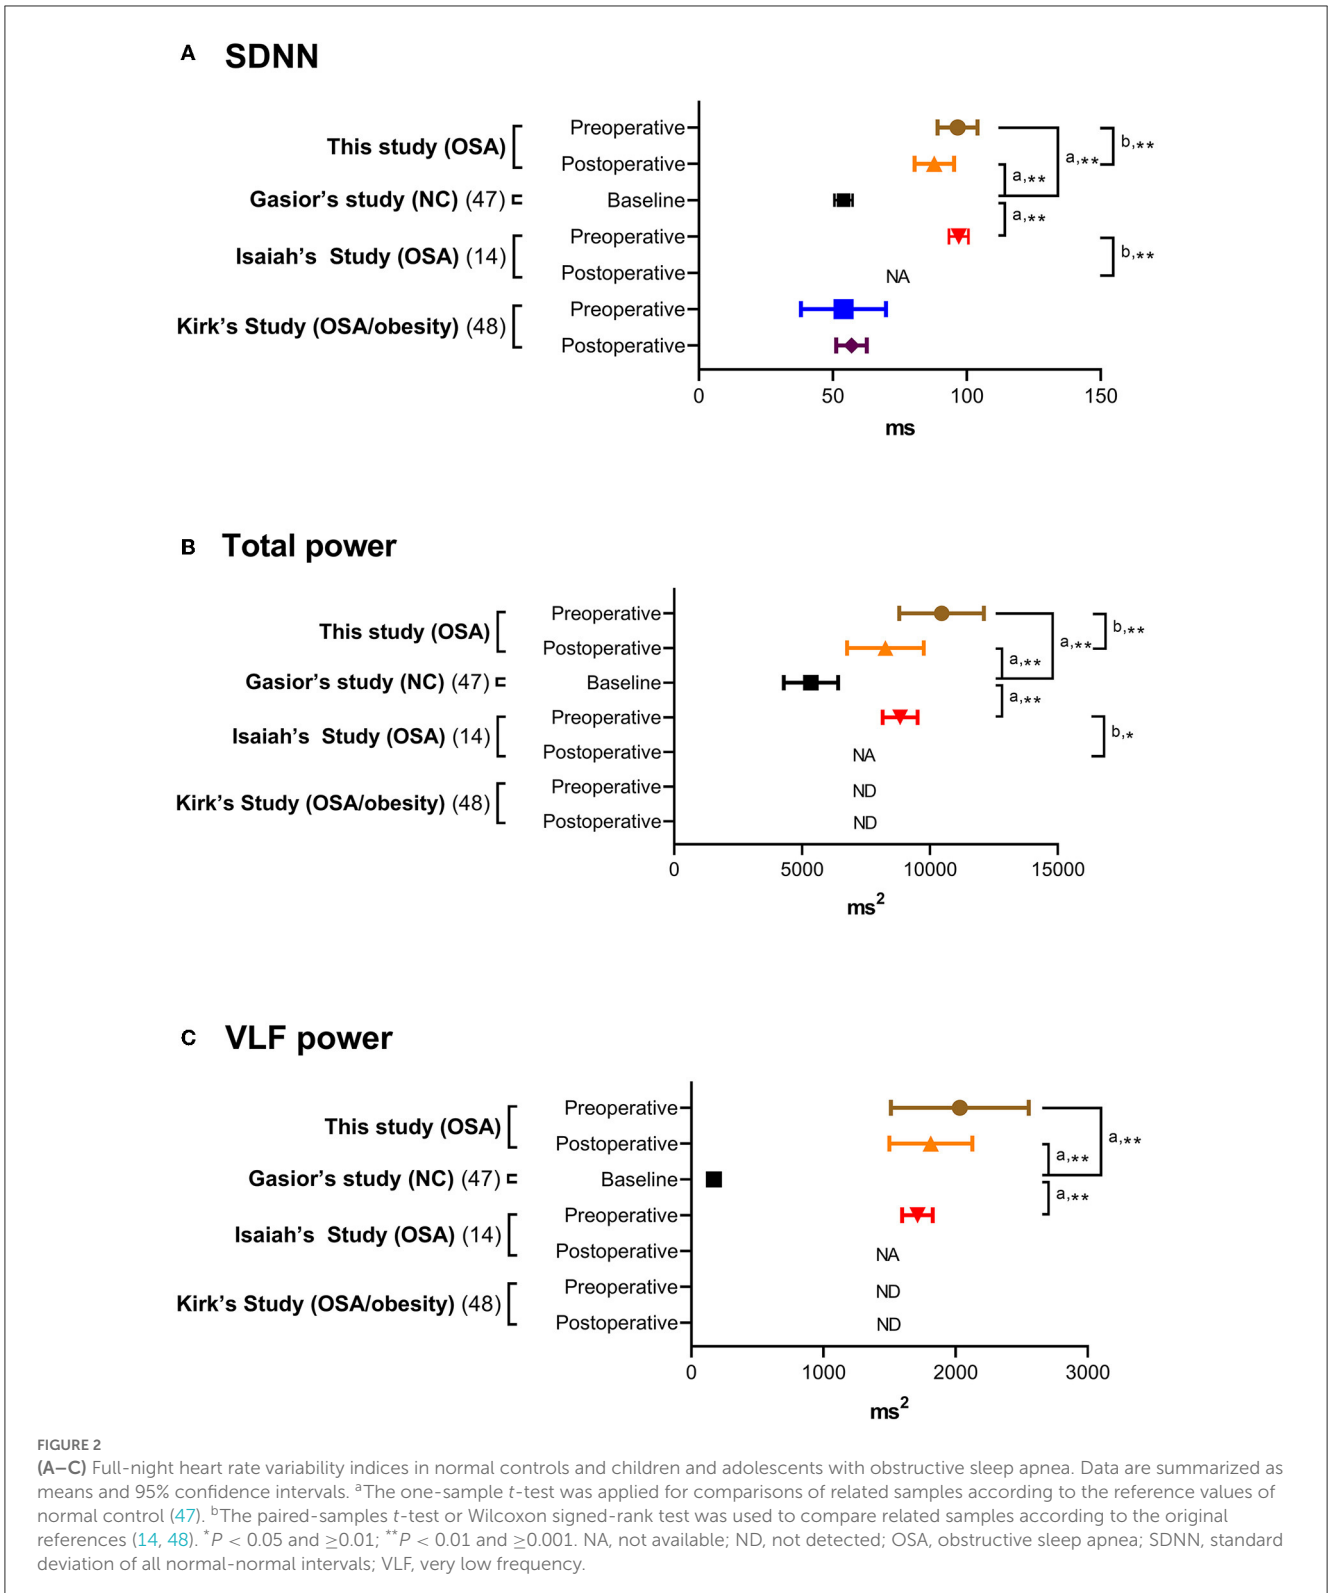 A SDNN
This study (OSA)
Preoperative
Postoperative
Gasior's study (NC) (47)
Baseline
Isaiah's Study (OSA) (14)
Preoperative
Postoperative
NA
Kirk's Study (OSA/obesity) (48)
Preoperative
Postoperative
a,**
a,**
a,**
b,**
b,**
0 50 100 150
ms
B Total power
This study (OSA)
Preoperative
Postoperative
Gasior's study (NC) (47)
Baseline
Isaiah's Study (OSA) (14)
Preoperative
Postoperative
NA
Kirk's Study (OSA/obesity) (48)
Preoperative
ND
Postoperative
ND
a,**
a,**
a,**
b,**
b,*
0 5000 10000 15000
ms2
C VLF power
This study (OSA)
Preoperative
Postoperative
Gasior's study (NC) (47)
Baseline
Isaiah's Study (OSA) (14)
Preoperative
Postoperative
NA
Kirk's Study (OSA/obesity) (48)
Preoperative
ND
Postoperative
ND
a,**
a,**
a,**
0 1000 2000 3000
ms2
FIGURE 2
(A–C) Full-night heart rate variability indices in normal controls and children and adolescents with obstructive sleep apnea. Data are summarized as
means and 95% confidence intervals. aThe one-sample t-test was applied for comparisons of related samples according to the reference values of
normal control (47). bThe paired-samples t-test or Wilcoxon signed-rank test was used to compare related samples according to the original
references (14, 48). *P < 0.05 and ≥0.01; **P < 0.01 and ≥0.001. NA, not available; ND, not detected; OSA, obstructive sleep apnea; SDNN, standard
deviation of all normal-normal intervals; VLF, very low frequency.